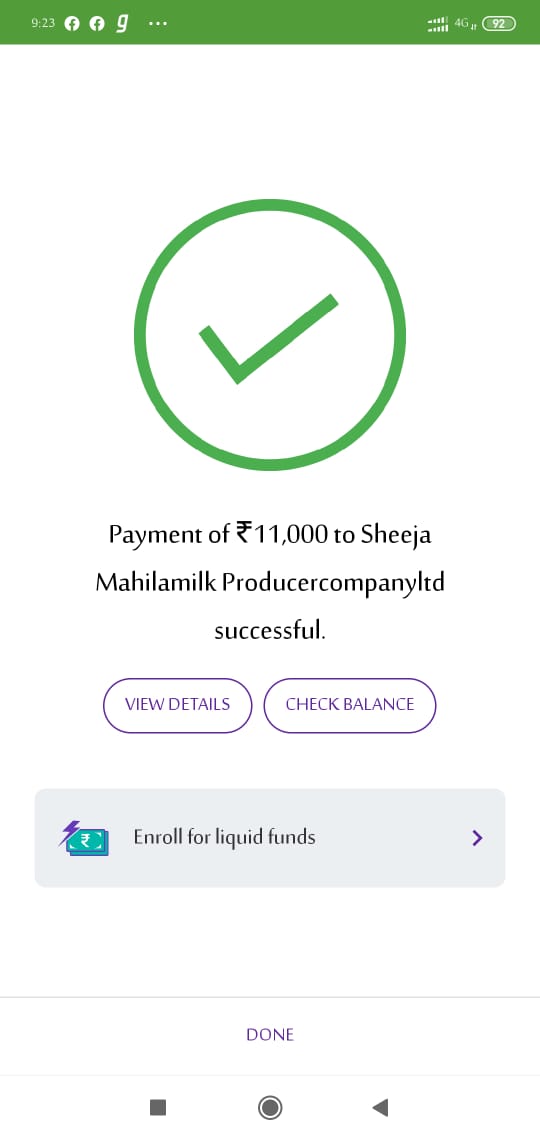 9:23 g ... 4G 92
Payment of ₹11,000 to Sheeja
Mahilamilk Producercompanyltd
successful.
VIEW DETAILS CHECK BALANCE
₹ Enroll for liquid funds
DONE